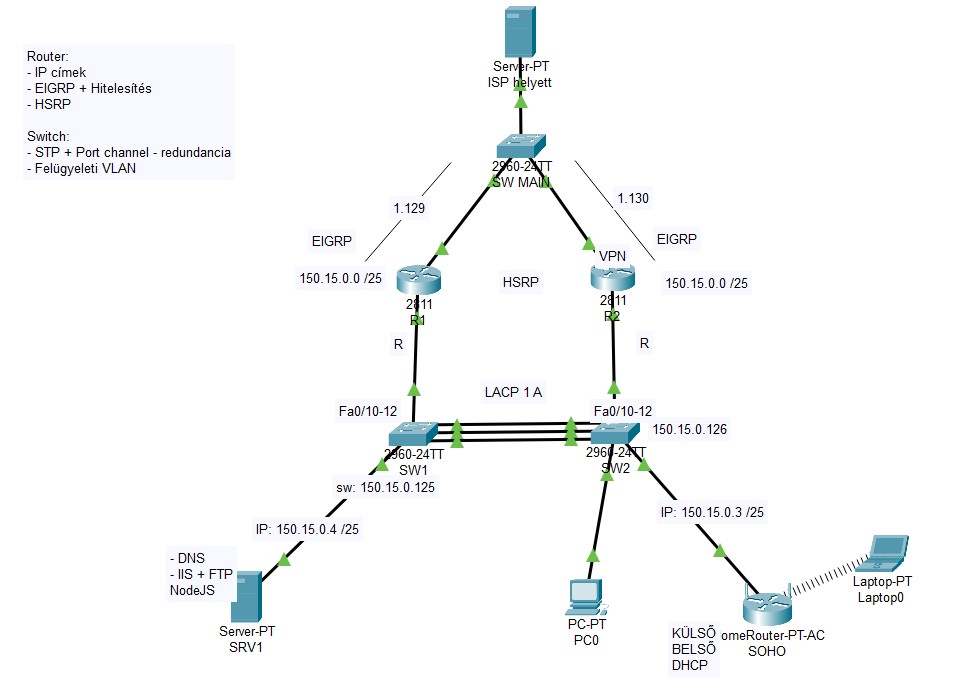 Router:
- IP címek
- EIGRP + Hitelesítés
- HSRP
Switch:
- STP + Port channel - redundancia
- Felügyeleti VLAN
Server-PT
ISP helyett
2960-24TT
SW MAIN
1.129
1.130
EIGRP
EIGRP
150.15.0.0 /25
VPN
150.15.0.0 /25
HSRP
2811
R1
2811
R2
R
R
LACP 1 A
Fa0/10-12
Fa0/10-12
150.15.0.126
2960-24TT
SW1
2960-24TT
SW2
sw: 150.15.0.125
IP: 150.15.0.4 /25
IP: 150.15.0.3 /25
- DNS
- IIS + FTP
NodeJS
Server-PT
SRV1
PC-PT
PC0
Laptop-PT
Laptop0
KÜLSŐ
BELSŐ
DHCP
omeRouter-PT-AC
SOHO